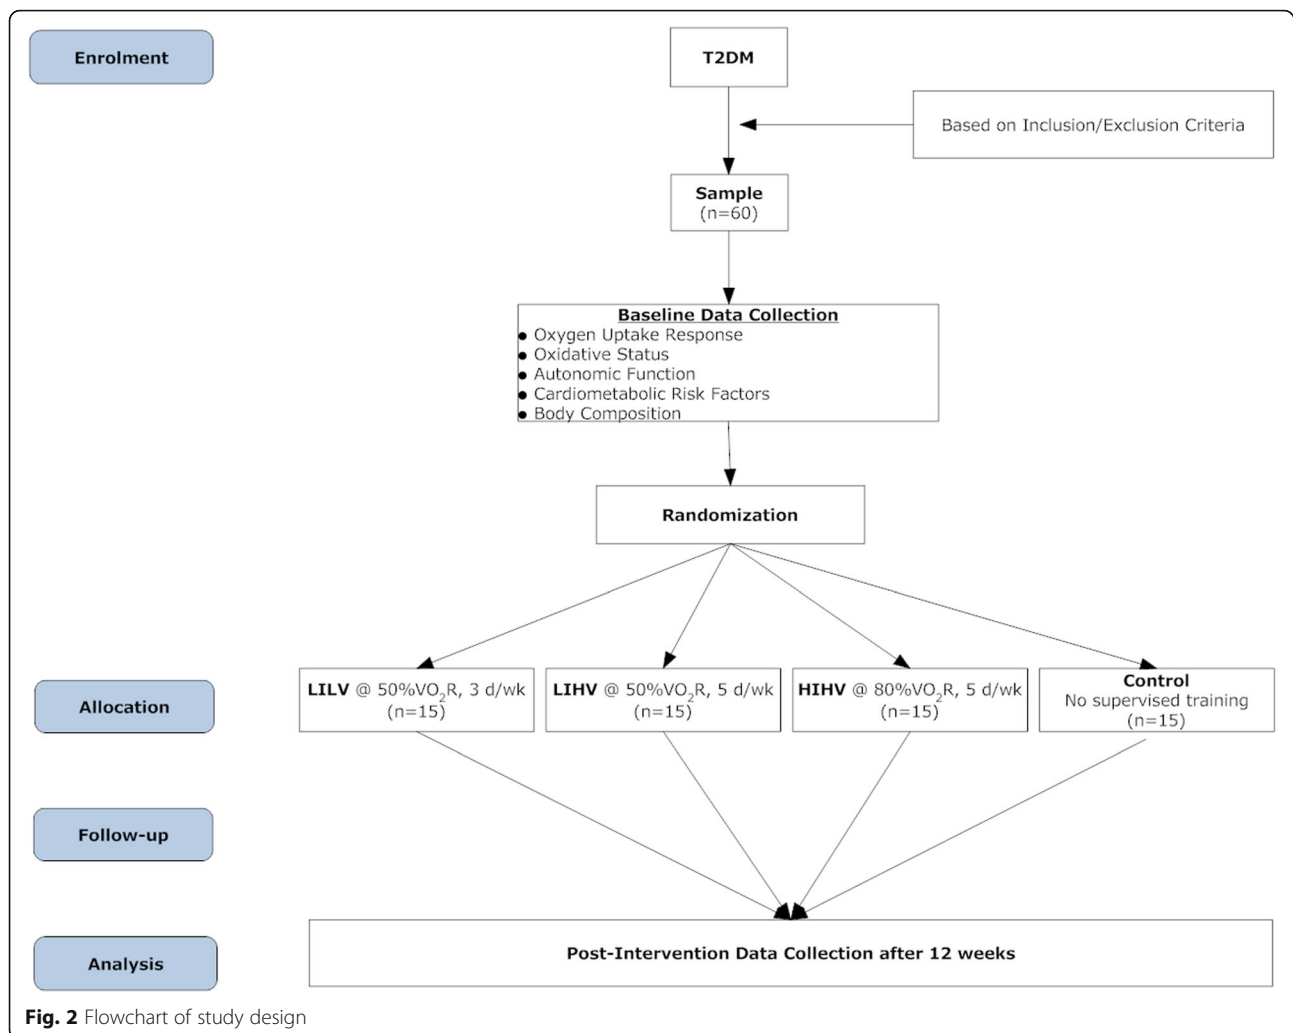 Enrolment
T2DM
Based on Inclusion/Exclusion Criteria
Sample
(n=60)
Baseline Data Collection
● Oxygen Uptake Response
● Oxidative Status
● Autonomic Function
● Cardiometabolic Risk Factors
● Body Composition
Randomization
Allocation
LILV @ 50%VO₂R, 3 d/wk
(n=15)
LIHV @ 50%VO₂R, 5 d/wk
(n=15)
HIHV @ 80%VO₂R, 5 d/wk
(n=15)
Control
No supervised training
(n=15)
Follow-up
Analysis
Post-Intervention Data Collection after 12 weeks
Fig. 2 Flowchart of study design